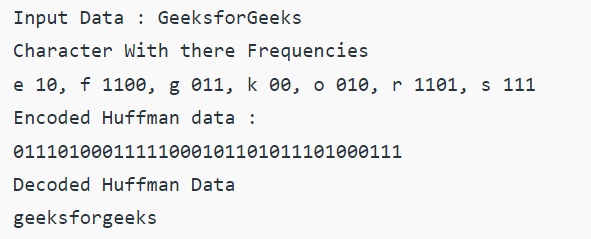 Input Data : GeeksforGeeks
Character With there Frequencies
e 10, f 1100, g 011, k 00, o 010, r 1101, s 111
Encoded Huffman data :
01110100011111000101101011101000111
Decoded Huffman Data
geeksforgeeks